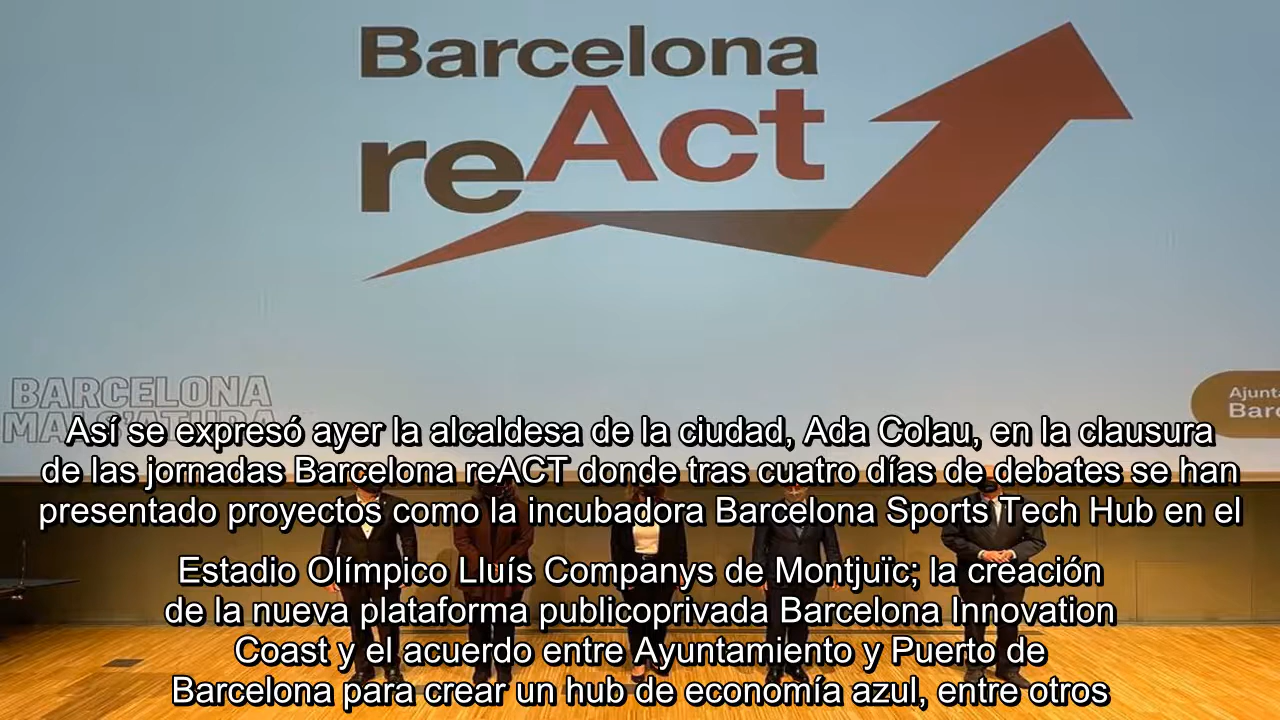 Barcelona
reAct
BARCELONA
Ajunt
Barc
Así se expresó ayer la alcaldesa de la ciudad, Ada Colau, en la clausura
de las jornadas Barcelona reACT donde tras cuatro días de debates se han
presentado proyectos como la incubadora Barcelona Sports Tech Hub en el
Estadio Olímpico Lluís Companys de Montjuïc; la creación
de la nueva plataforma publicoprivada Barcelona Innovation
Coast y el acuerdo entre Ayuntamiento y Puerto de
Barcelona para crear un hub de economía azul, entre otros